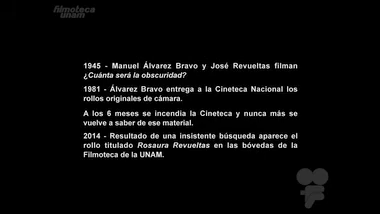 filmoteca
unam
1945 - Manuel Álvarez Bravo y José Revueltas filman
¿Cuánta será la obscuridad?
1981 - Álvarez Bravo entrega a la Cineteca Nacional los
rollos originales de cámara.
A los 6 meses se incendia la Cineteca y nunca más se
vuelve a saber de ese material.
2014 - Resultado de una insistente búsqueda aparece el
rollo titulado Rosaura Revueltas en las bóvedas de la
Filmoteca de la UNAM.